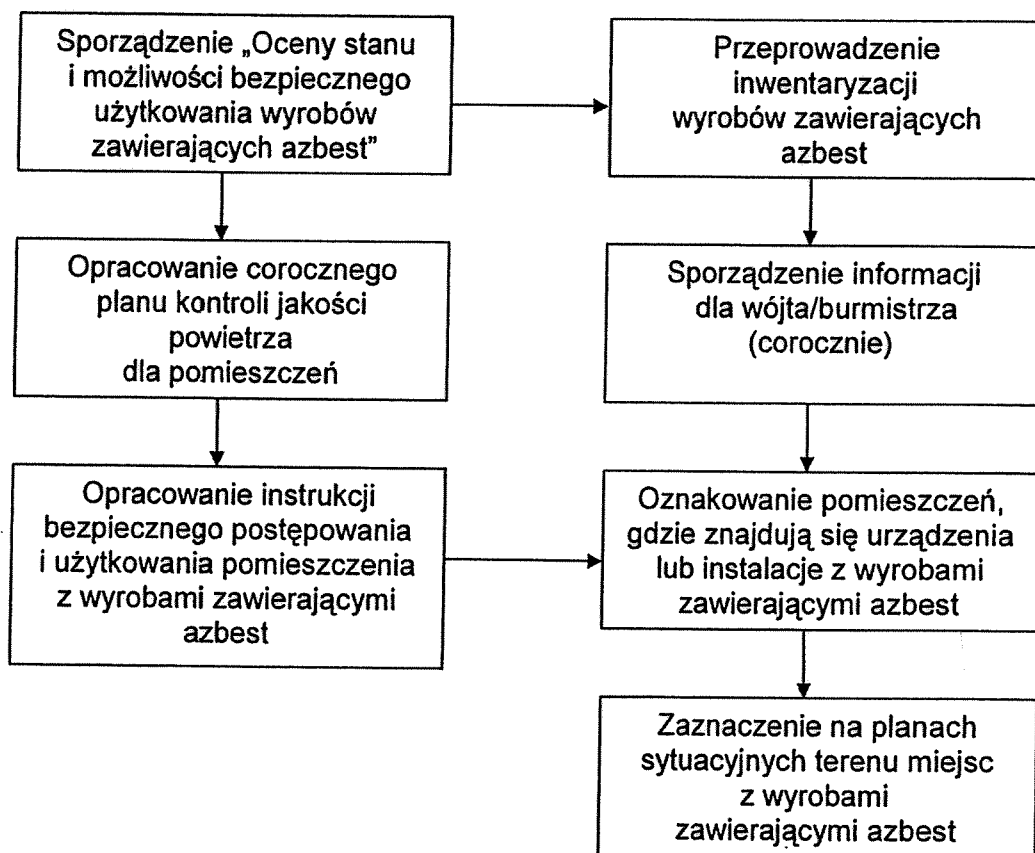 Sporządzenie „Oceny stanu
i możliwości bezpiecznego
użytkowania wyrobów
zawierających azbest”
Przeprowadzenie
inwentaryzacji
wyrobów zawierających
azbest
Opracowanie corocznego
planu kontroli jakości
powietrza
dla pomieszczeń
Sporządzenie informacji
dla wójta/burmistrza
(corocznie)
Opracowanie instrukcji
bezpiecznego postępowania
i użytkowania pomieszczenia
z wyrobami zawierającymi
azbest
Oznakowanie pomieszczeń,
gdzie znajdują się urządzenia
lub instalacje z wyrobami
zawierającymi azbest
Zaznaczenie na planach
sytuacyjnych terenu miejsc
z wyrobami
zawierającymi azbest